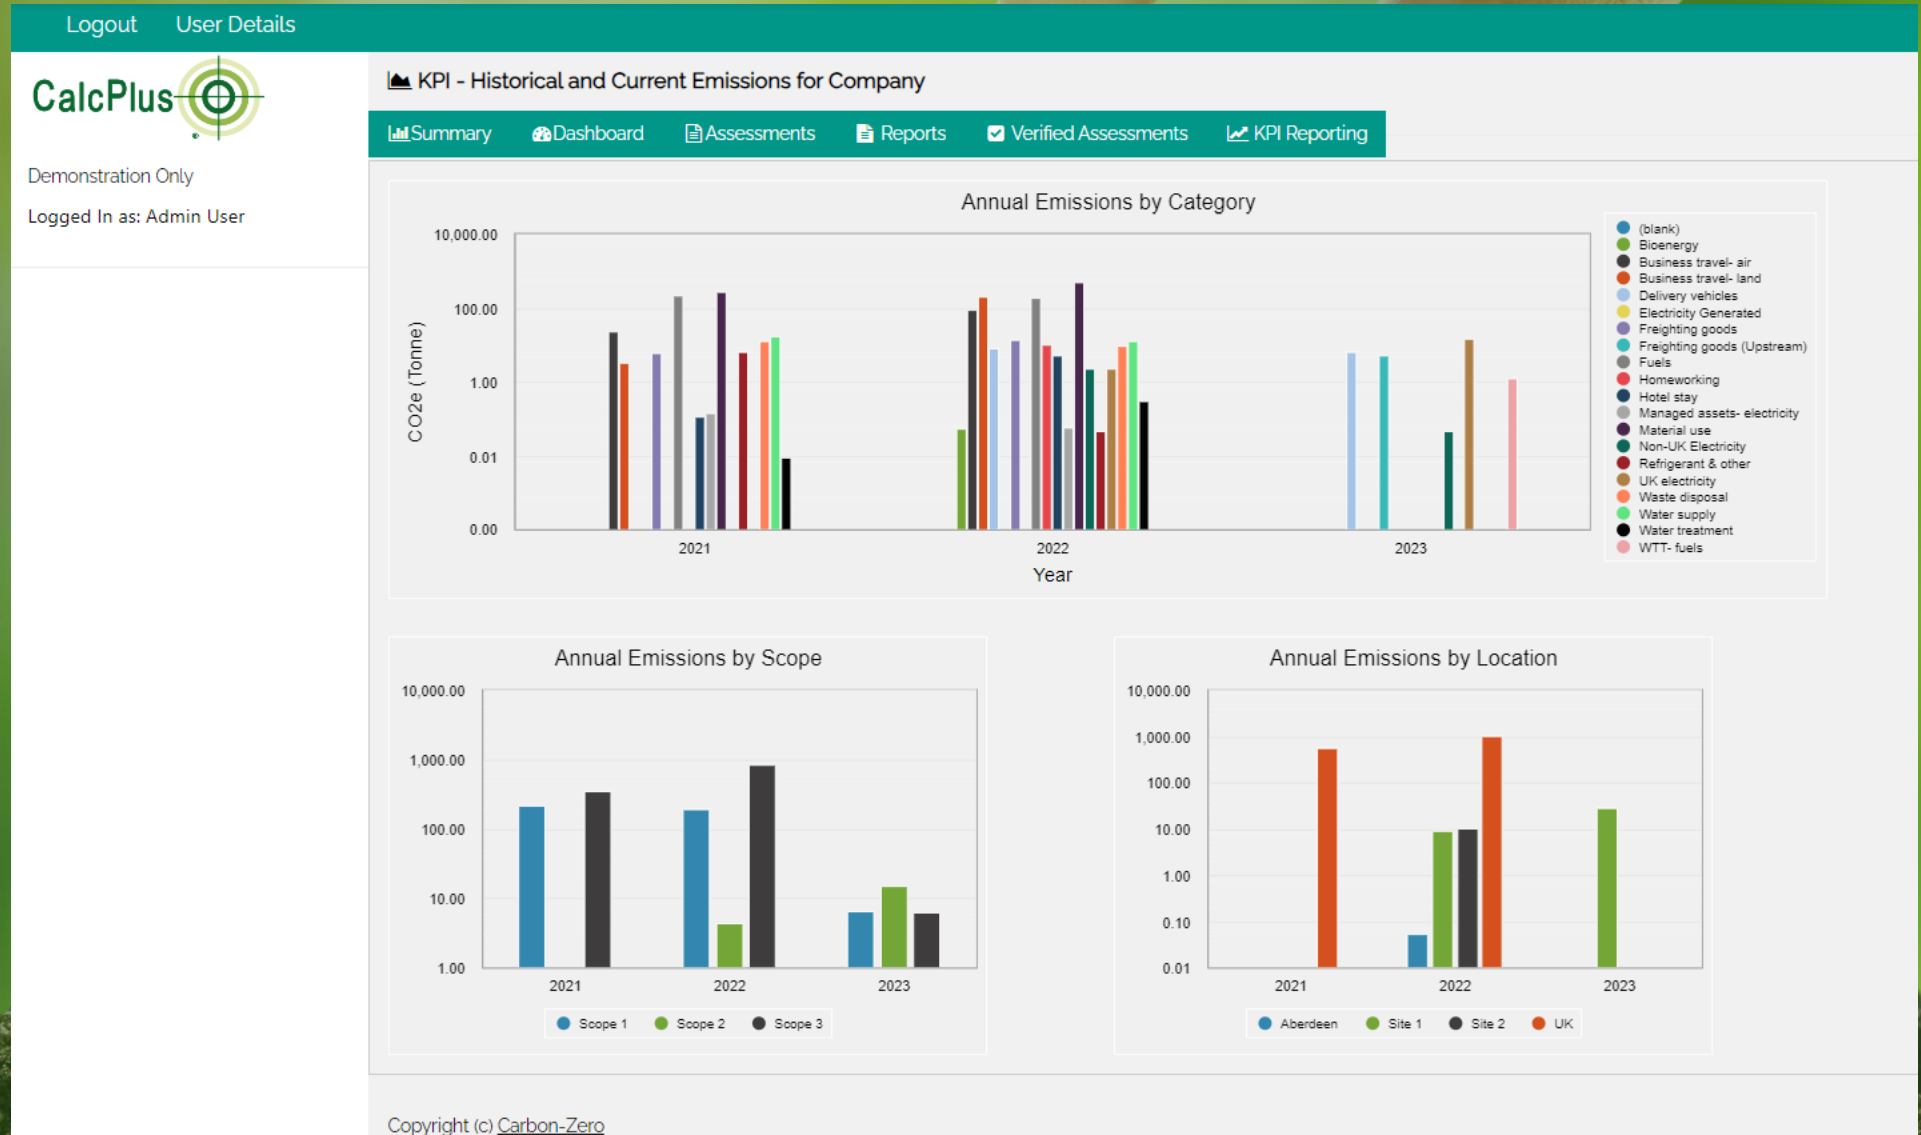 Logout User Details
CalcPlus
Demonstration Only
Logged In as: Admin User
KPI - Historical and Current Emissions for Company
Summary Dashboard Assessments Reports Verified Assessments KPI Reporting
Annual Emissions by Category
10,000.00
100.00
1.00
0.01
0.00
CO2e (Tonne)
2021 2022 2023
Year
(blank)
Bioenergy
Business travel- air
Business travel- land
Delivery vehicles
Electricity Generated
Freighting goods
Freighting goods (Upstream)
Fuels
Homeworking
Hotel stay
Managed assets- electricity
Material use
Non-UK Electricity
Refrigerant & other
UK electricity
Waste disposal
Water supply
Water treatment
WTT- fuels
Annual Emissions by Scope
10,000.00
1,000.00
100.00
10.00
1.00
2021 2022 2023
Scope 1 Scope 2 Scope 3
Annual Emissions by Location
10,000.00
1,000.00
100.00
10.00
1.00
0.10
0.01
2021 2022 2023
Aberdeen Site 1 Site 2 UK
Copyright (c) Carbon-Zero